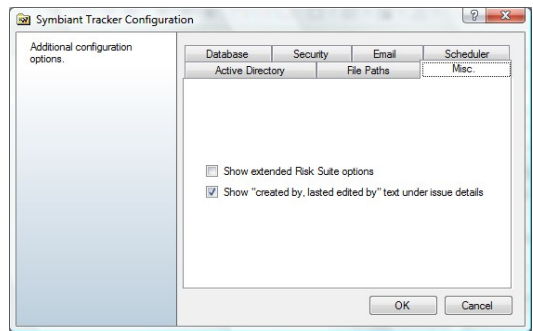 Symbiant Tracker Configuration
Additional configuration
options.
Database Security Email Scheduler
Active Directory File Paths Misc.
Show extended Risk Suite options
Show "created by, lasted edited by" text under issue details
OK Cancel